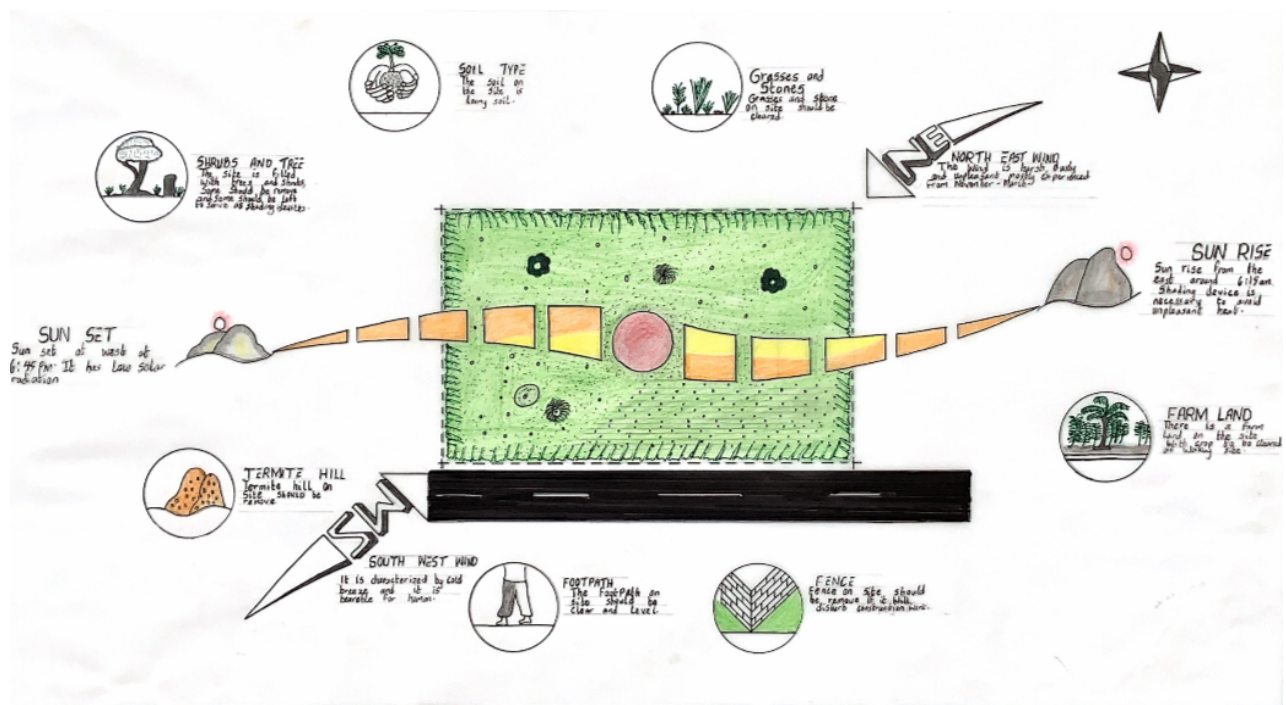 SOIL TYPE
The soil on
the site is
loamy soil.
Grasses and
Stones
Grasses and stone
on site should be
cleared.
SHRUBS AND TREE
The site is filled
with trees and shrubs,
Some should be remove
and some should be left
to serve as shading devices.
NE
NORTH EAST WIND
The wind is harsh, dusty
and unpleasant mostly experienced
from November - March
SUN RISE
Sun rise from the
east around 6:15am.
Shading device is
necessary to avoid
unpleasant heat.
SUN SET
Sun set at west at
6:45 Pm. It has Low solar
radiation
FARM LAND
There is a farm
land on the site
with crop to be cleared
on site.
TERMITE HILL
Termite hill on
site should be
remove
SW
SOUTH WEST WIND
It is characterized by cold
breeze and it is
bearable for human.
FOOTPATH
The FootPath on
site should be
clear and level.
FENCE
Fence on site should
be remove if it will
disturb construction work.